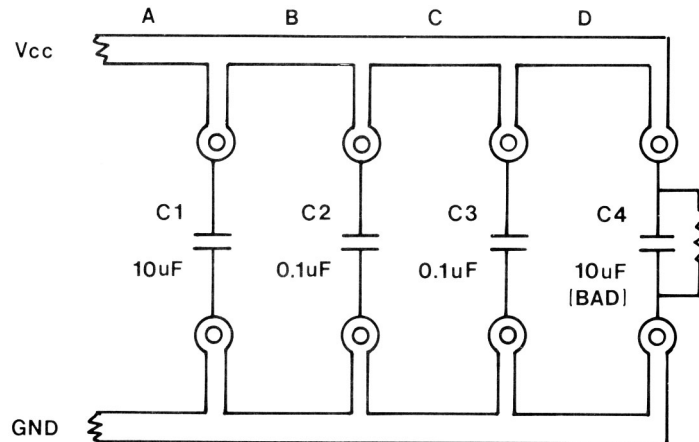 A B C D
Vcc
C1 C2 C3 C4
10uF 0.1uF 0.1uF 10uF
[BAD]
GND